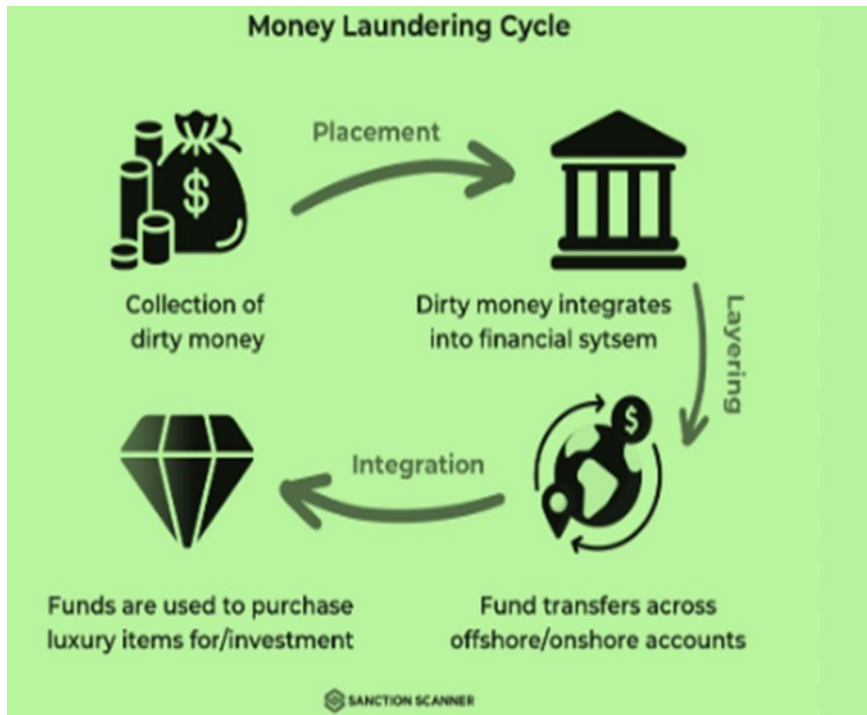 Money Laundering Cycle
Placement
Collection of
dirty money
Dirty money integrates
into financial sytsem
Layering
Integration
Funds are used to purchase
luxury items for/investment
Fund transfers across
offshore/onshore accounts
SANCTION SCANNER